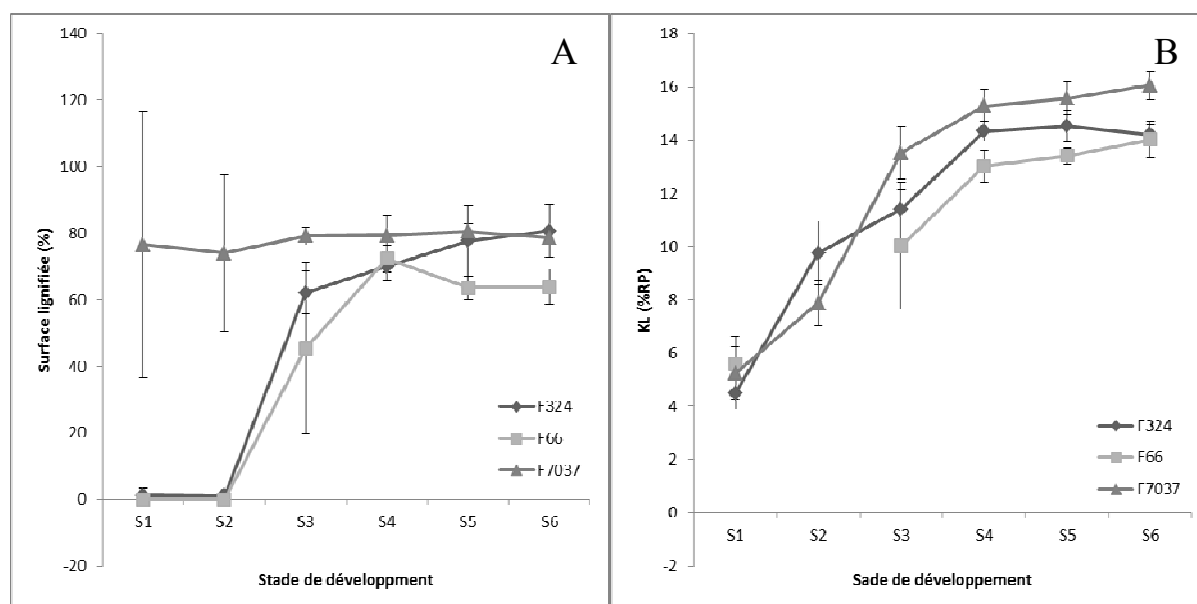 A
140
120
100
80
60
40
20
0
-20
Surface lignifiée (%)
S1 S2 S3 S4 S5 S6
Stade de développment
F324
F66
F7037
B
18
16
14
12
10
8
6
4
2
0
KL (%RP)
S1 S2 S3 S4 S5 S6
Sade de développement
F324
F66
F7037